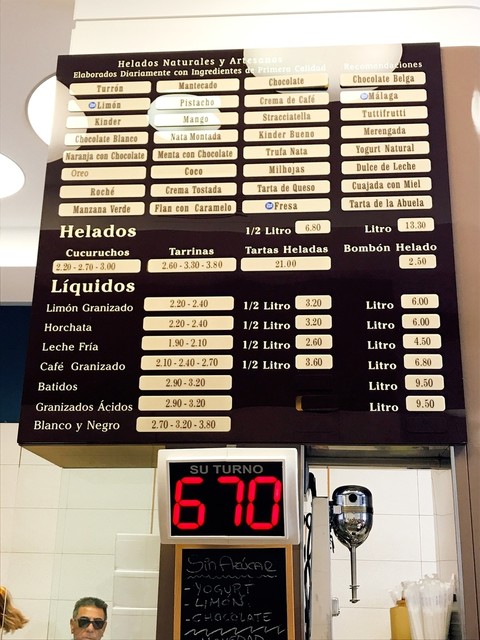 Helados Naturales y Artesanos
Elaborados Diariamente con Ingredientes de Primera Calidad
Recomendaciones
Turrón Mantecado Chocolate Chocolate Belga
Limón Pistacho Crema de Café Málaga
Kinder Mango Stracciatella Tuttifrutti
Chocolate Blanco Nata Montada Kinder Bueno Merengada
Naranja con Chocolate Menta con Chocolate Trufa Nata Yogurt Natural
Oreo Coco Milhojas Dulce de Leche
Roché Crema Tostada Tarta de Queso Cuajada con Miel
Manzana Verde Flan con Caramelo Fresa Tarta de la Abuela
Helados 1/2 Litro 6.80 Litro 13.30
Cucuruchos Tarrinas Tartas Heladas Bombón Helado
2.20 - 2.70 - 3.00 2.60 - 3.30 - 3.80 21.00 2.50
Líquidos
Limón Granizado 2.20 - 2.40 1/2 Litro 3.20 Litro 6.00
Horchata 2.20 - 2.40 1/2 Litro 3.20 Litro 6.00
Leche Fría 1.90 - 2.10 1/2 Litro 2.60 Litro 4.50
Café Granizado 2.10 - 2.40 - 2.70 1/2 Litro 3.60 Litro 6.80
Batidos 2.90 - 3.20 Litro 9.50
Granizados Ácidos 2.90 - 3.20 Litro 9,50
Blanco y Negro 2.70 - 3.20 - 3.80
SU TURNO
670
Sin Azúcar
- YOGURT
- LIMÓN
- CHOCOLATE